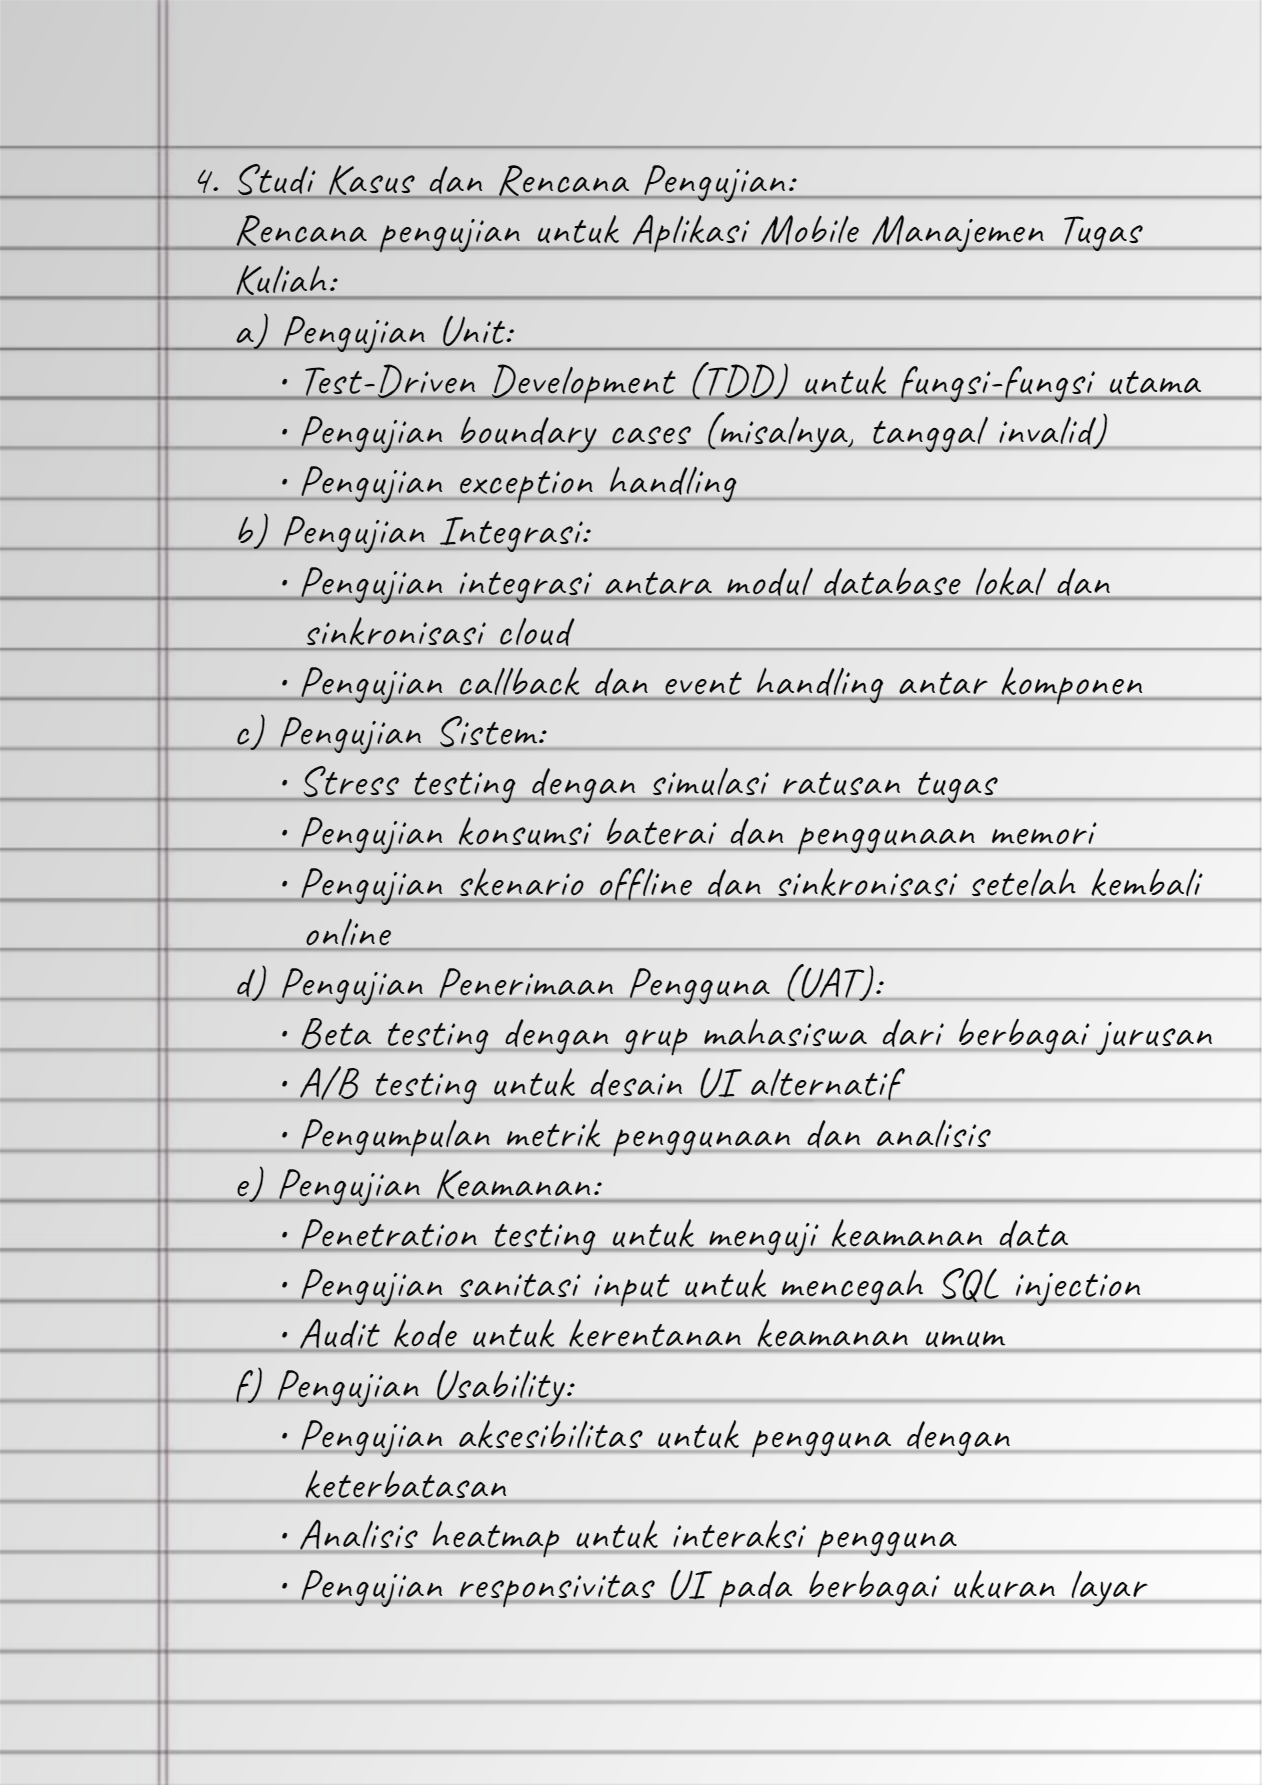 4. Studi Kasus dan Rencana Pengujian:
Rencana pengujian untuk Aplikasi Mobile Manajemen Tugas
Kuliah:
a) Pengujian Unit:
• Test-Driven Development (TDD) untuk fungsi-fungsi utama
• Pengujian boundary cases (misalnya, tanggal invalid)
• Pengujian exception handling
b) Pengujian Integrasi:
• Pengujian integrasi antara modul database lokal dan
sinkronisasi cloud
• Pengujian callback dan event handling antar komponen
c) Pengujian Sistem:
• Stress testing dengan simulasi ratusan tugas
• Pengujian konsumsi baterai dan penggunaan memori
• Pengujian skenario offline dan sinkronisasi setelah kembali
online
d) Pengujian Penerimaan Pengguna (UAT):
• Beta testing dengan grup mahasiswa dari berbagai jurusan
• A/B testing untuk desain UI alternatif
• Pengumpulan metrik penggunaan dan analisis
e) Pengujian Keamanan:
• Penetration testing untuk menguji keamanan data
• Pengujian sanitasi input untuk mencegah SQL injection
• Audit kode untuk kerentanan keamanan umum
f) Pengujian Usability:
• Pengujian aksesibilitas untuk pengguna dengan
keterbatasan
• Analisis heatmap untuk interaksi pengguna
• Pengujian responsivitas UI pada berbagai ukuran layar